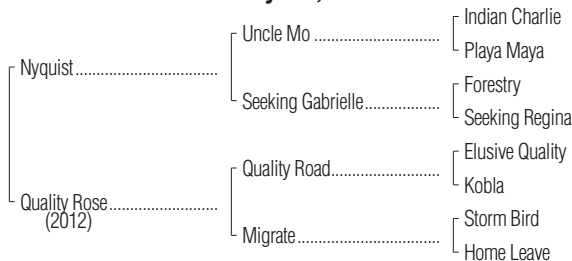 Indian Charlie
Uncle Mo
Playa Maya
Nyquist
Forestry
Seeking Gabrielle
Seeking Regina
Elusive Quality
Quality Road
Kobla
Quality Rose
(2012)
Storm Bird
Migrate
Home Leave